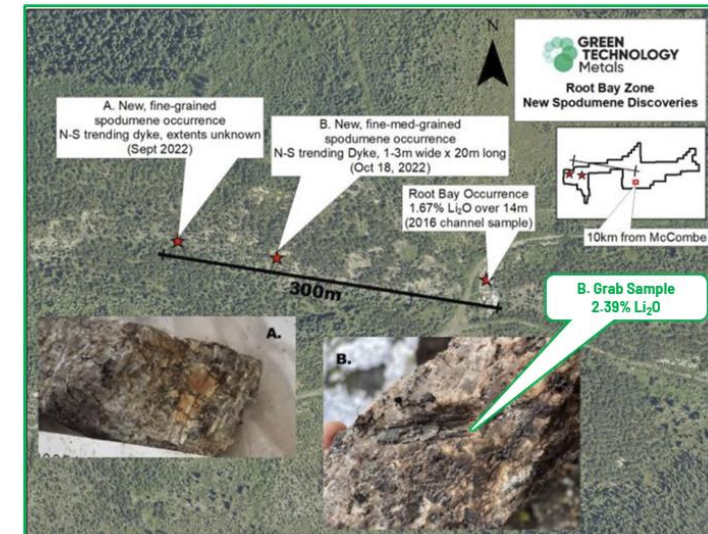 N
GREEN
TECHNOLOGY
METALS
Root Bay Zone
New Spodumene Discoveries
A. New, fine-grained
spodumene occurrence
N-S trending dyke, extents unknown
(Sept 2022)
B. New, fine-med-grained
spodumene occurrence
N-S trending Dyke, 1-3m wide x 20m long
(Oct 18, 2022)
Root Bay Occurrence
1.67% Li₂O over 14m
(2016 channel sample)
10km from McCombe
300m
B. Grab Sample
2.39% Li₂O
A.
B.